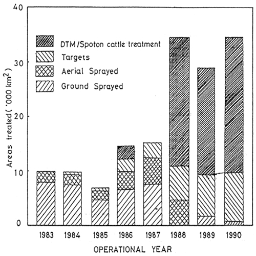 40
30
20
10
0
Areas treated ('000 km²)
DTM/Spoton cattle treatment
Targets
Aerial Sprayed
Ground Sprayed
1983 1984 1985 1986 1987 1988 1989 1990
OPERATIONAL YEAR